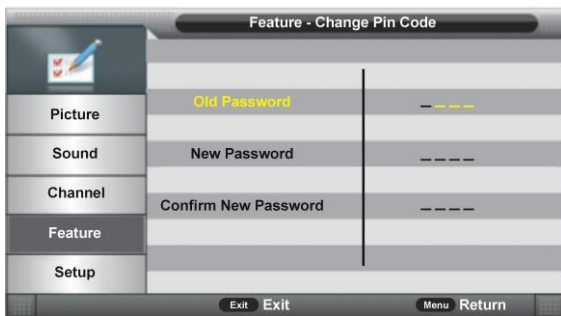 Feature - Change Pin Code
Picture
Sound
Channel
Feature
Setup
Old Password _ _ _ _
New Password _ _ _ _
Confirm New Password _ _ _ _
Exit Exit
Menu Return